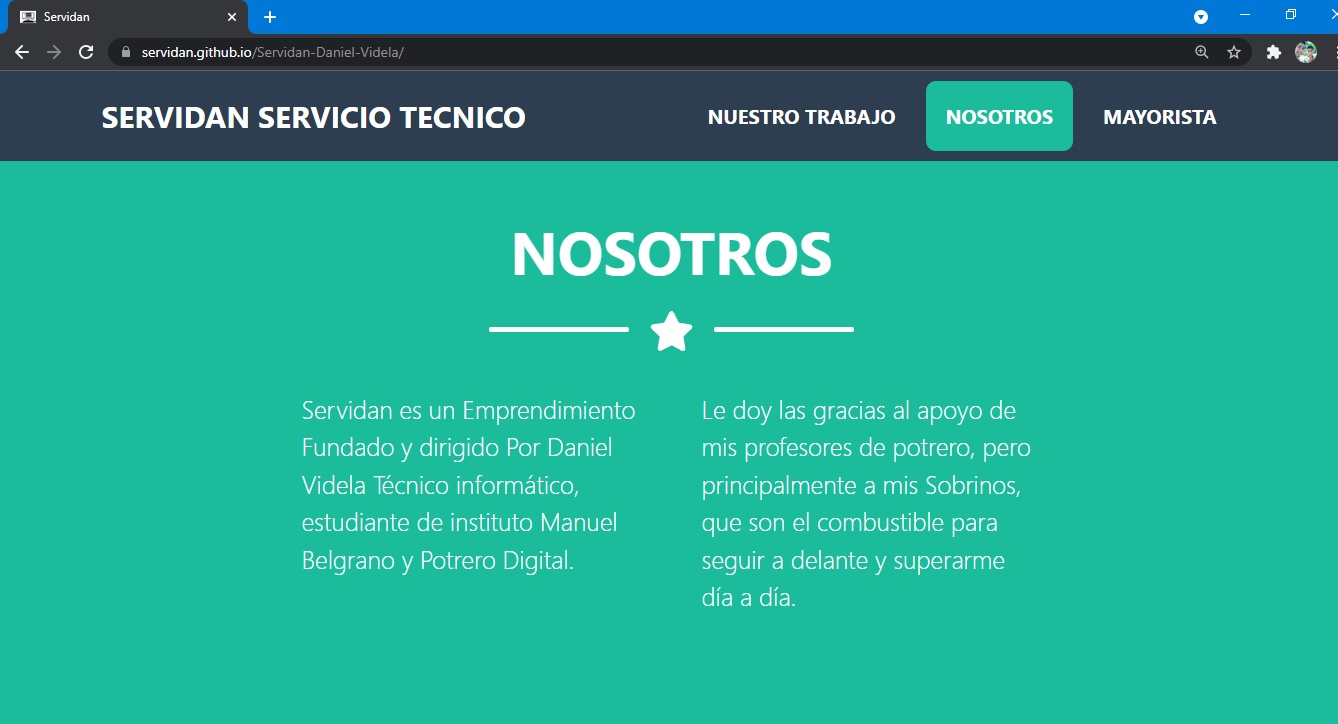 Servidan
servidan.github.io/Servidan-Daniel-Videla/
SERVIDAN SERVICIO TECNICO
NUESTRO TRABAJO
NOSOTROS
MAYORISTA
NOSOTROS
Servidan es un Emprendimiento
Fundado y dirigido Por Daniel
Videla Técnico informático,
estudiante de instituto Manuel
Belgrano y Potrero Digital.
Le doy las gracias al apoyo de
mis profesores de potrero, pero
principalmente a mis Sobrinos,
que son el combustible para
seguir a delante y superarme
día a día.